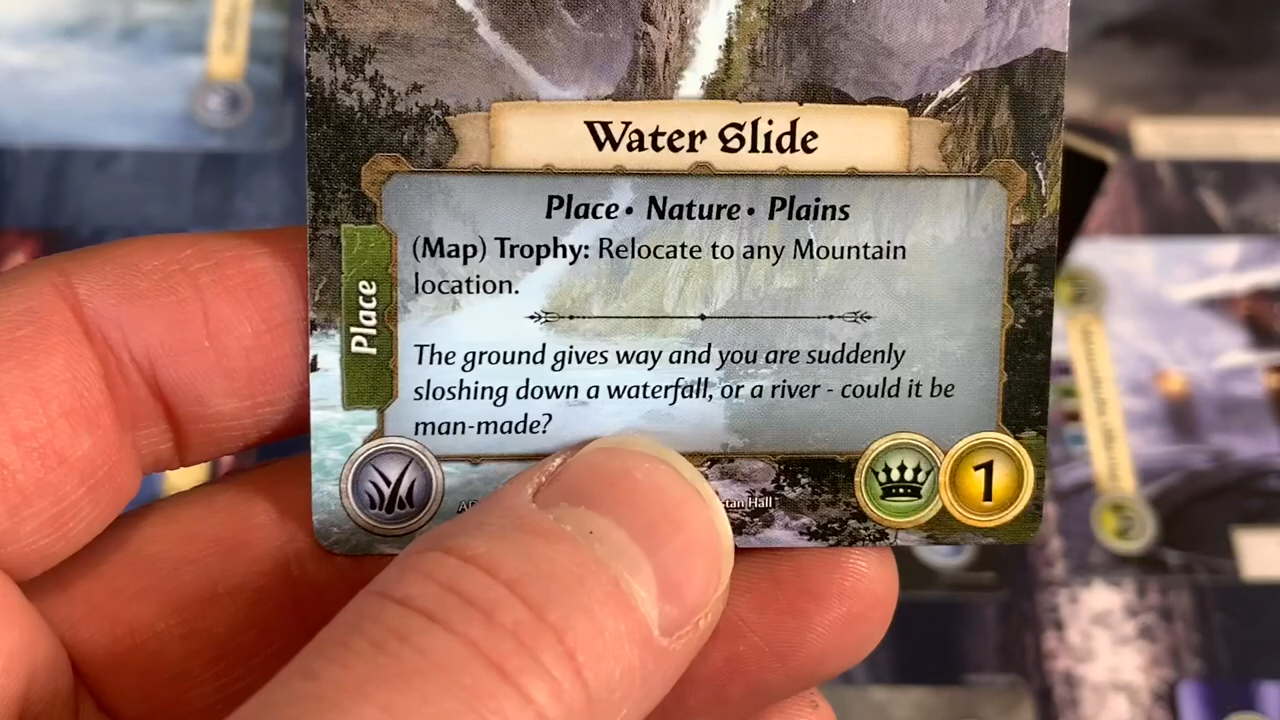 Water Slide
Place • Nature • Plains
(Map) Trophy: Relocate to any Mountain
location.
Place
The ground gives way and you are suddenly
sloshing down a waterfall, or a river - could it be
man-made?
Hall
1